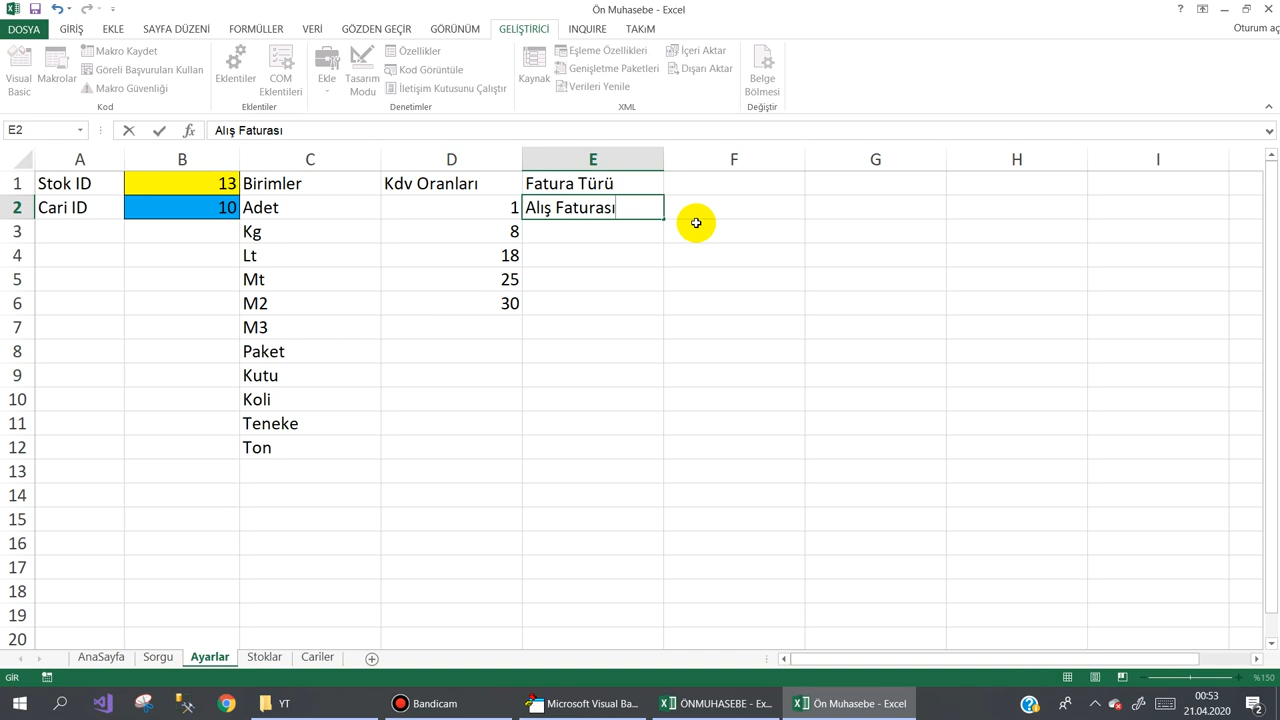 Ön Muhasebe - Excel
?
DOSYA GİRİŞ EKLE SAYFA DÜZENİ FORMÜLLER VERİ GÖZDEN GEÇİR GÖRÜNÜM GELİŞTİRİCİ INQUIRE TAKIM Oturum aç
Visual Basic
Makrolar
Makro Kaydet
Göreli Başvuruları Kullan
Makro Güvenliği
Kod
Eklentiler
COM Eklentileri
Eklentiler
Ekle
Tasarım Modu
Özellikler
Kod Görüntüle
İletişim Kutusunu Çalıştır
Denetimler
Kaynak
Eşleme Özellikleri
Genişletme Paketleri
Verileri Yenile
İçeri Aktar
Dışarı Aktar
XML
Belge Bölmesi
Değiştir
E2 fx Alış Faturası
A B C D E F G H I
1 Stok ID 13 Birimler Kdv Oranları Fatura Türü
2 Cari ID 10 Adet 1 Alış Faturası
3 Kg 8
4 Lt 18
5 Mt 25
6 M2 30
7 M3
8 Paket
9 Kutu
10 Koli
11 Teneke
12 Ton
13
14
15
16
17
18
19
20
AnaSayfa Sorgu Ayarlar Stoklar Cariler
GİR %150
YT Bandicam Microsoft Visual Ba... ÖNMUHASEBE - Ex... Ön Muhasebe - Excel 00:53
21.04.2020 2